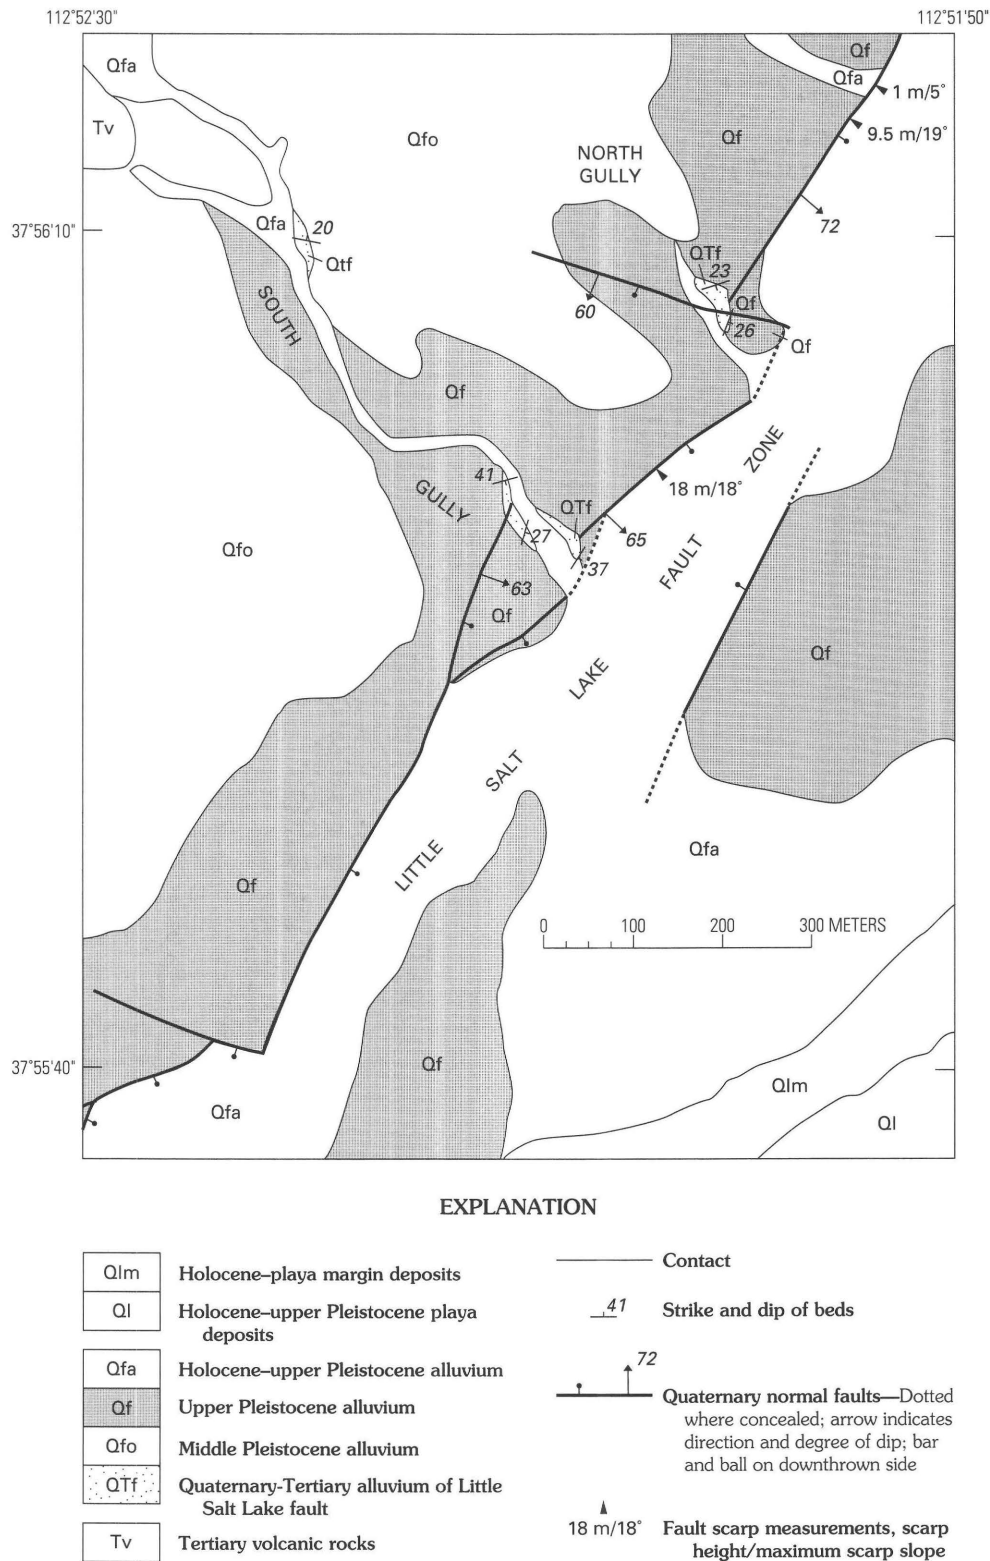 112°52'30"
112°51'50"
Qfa
Qf
Qfa
1 m/5°
Tv
Qfo
Qf
9.5 m/19°
NORTH
GULLY
37°56'10"
Qfa
20
72
Qtf
QTf
23
SOUTH
60
Qf
26
Qf
Qf
ZONE
41
GULLY
18 m/18°
QTf
Qfo
27
65
FAULT
37
63
Qf
Qf
LAKE
SALT
Qfa
LITTLE
Qf
0 100 200 300 METERS
37°55'40"
Qf
Qlm
Qfa
Ql
EXPLANATION
Qlm Holocene–playa margin deposits
Ql Holocene–upper Pleistocene playa
deposits
Qfa Holocene–upper Pleistocene alluvium
Qf Upper Pleistocene alluvium
Qfo Middle Pleistocene alluvium
QTf Quaternary-Tertiary alluvium of Little
Salt Lake fault
Tv Tertiary volcanic rocks
Contact
41 Strike and dip of beds
72
Quaternary normal faults—Dotted
where concealed; arrow indicates
direction and degree of dip; bar
and ball on downthrown side
18 m/18° Fault scarp measurements, scarp
height/maximum scarp slope